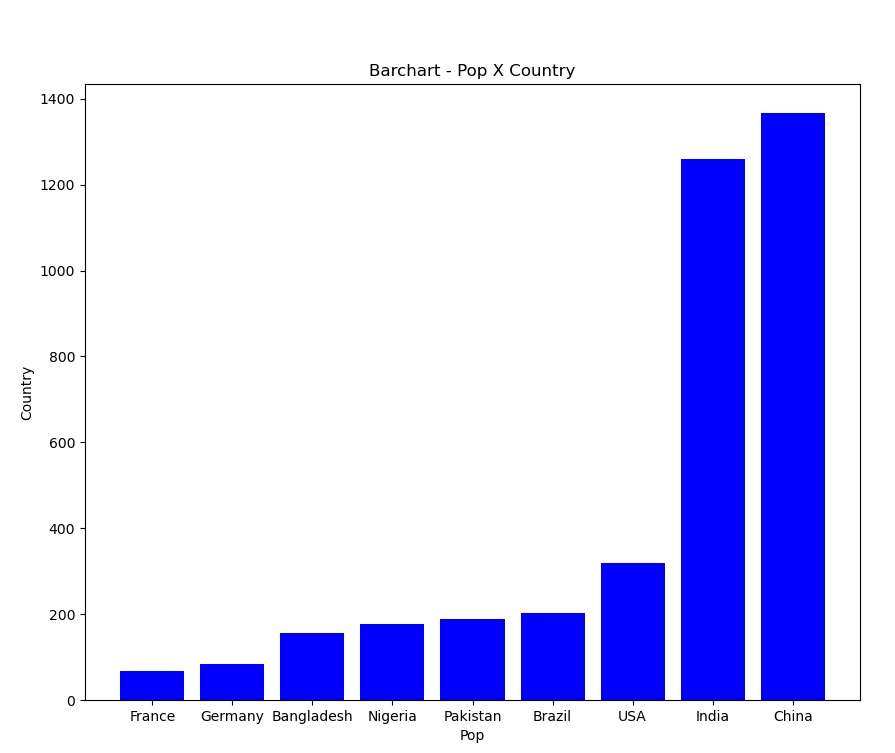 Barchart - Pop X Country
1400
1200
1000
800
600
400
200
0
Country
France Germany Bangladesh Nigeria Pakistan Brazil USA India China
Pop